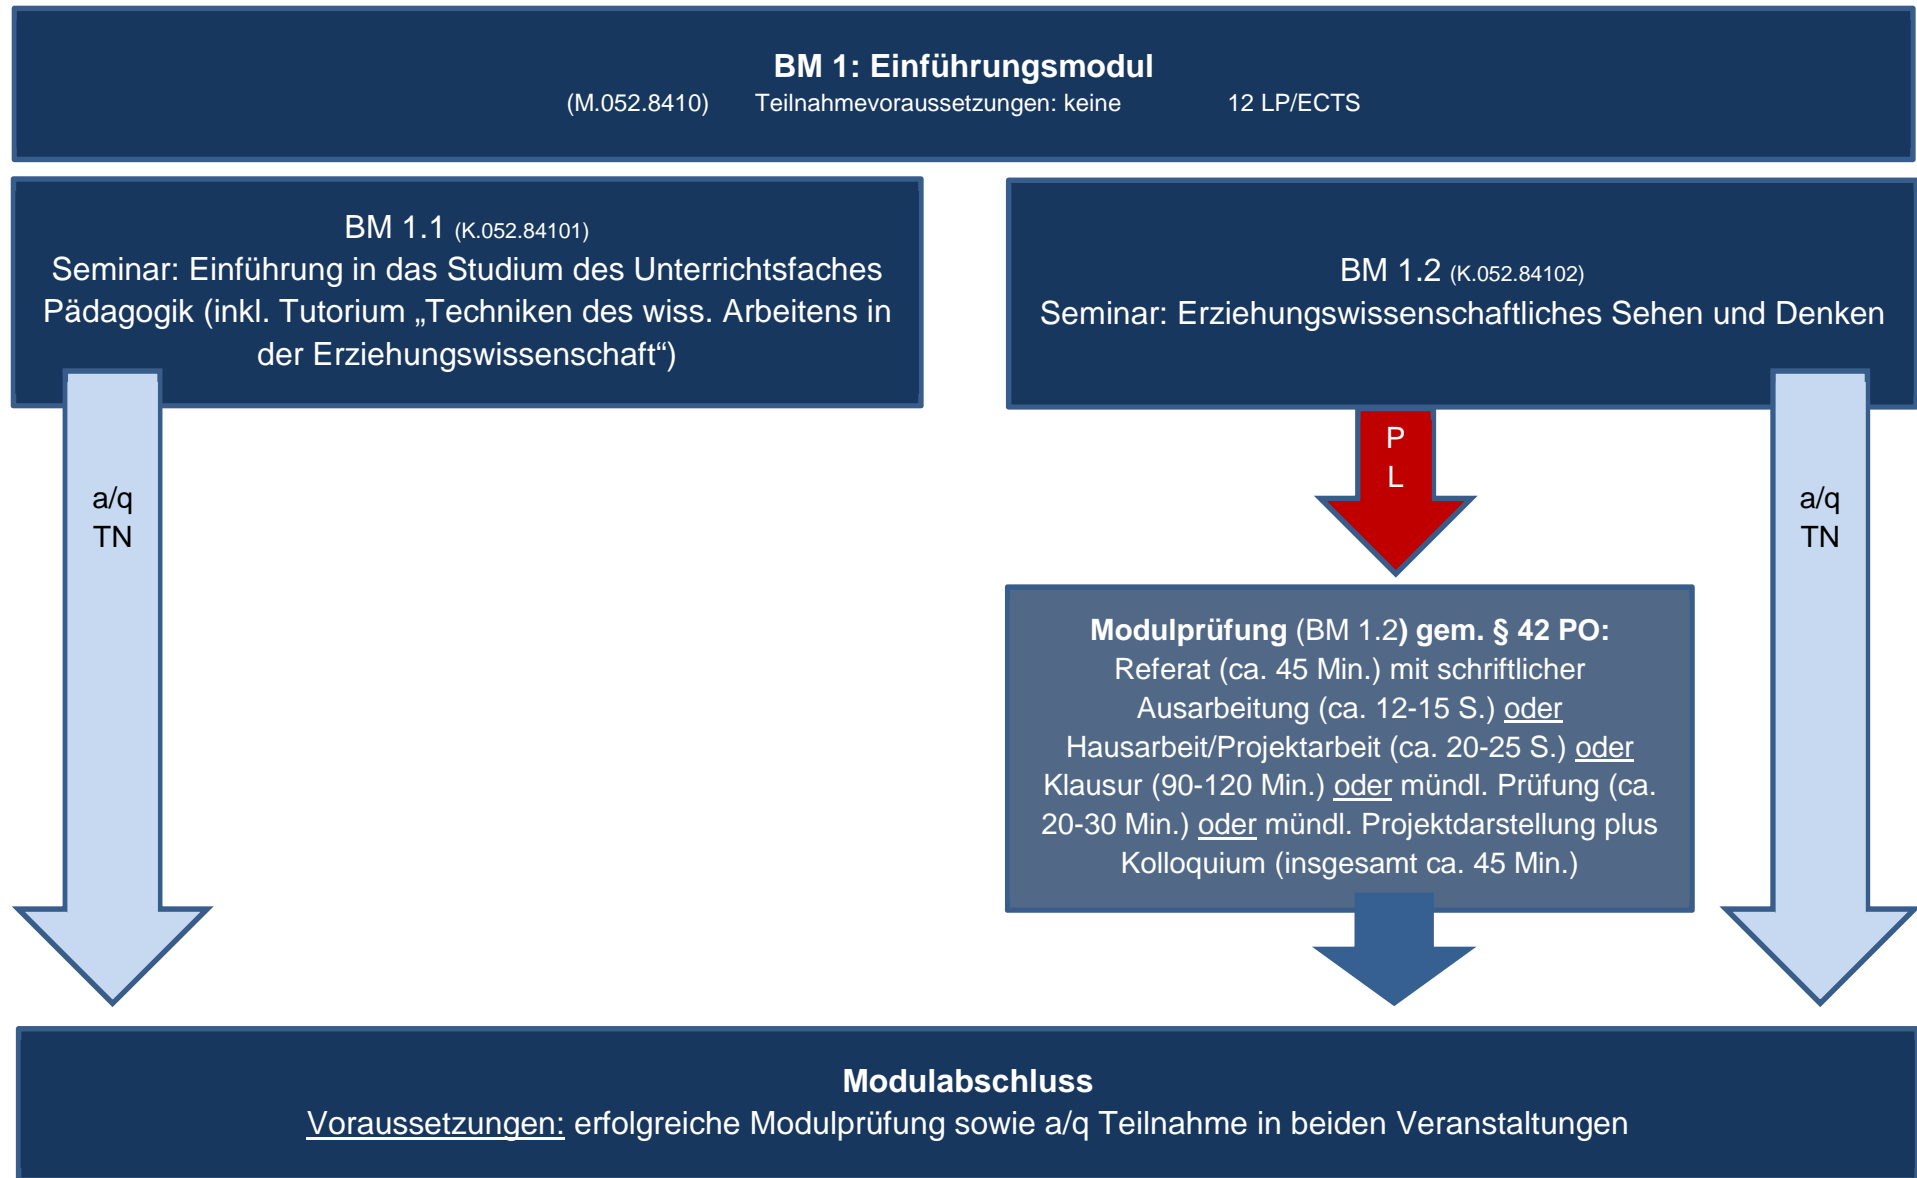 BM 1: Einführungsmodul
(M.052.8410) Teilnahmevoraussetzungen: keine 12 LP/ECTS
BM 1.1 (K.052.84101)
Seminar: Einführung in das Studium des Unterrichtsfaches
Pädagogik (inkl. Tutorium „Techniken des wiss. Arbeitens in
der Erziehungswissenschaft“)
BM 1.2 (K.052.84102)
Seminar: Erziehungswissenschaftliches Sehen und Denken
a/q
TN
P
L
a/q
TN
Modulprüfung (BM 1.2) gem. § 42 PO:
Referat (ca. 45 Min.) mit schriftlicher
Ausarbeitung (ca. 12-15 S.) oder
Hausarbeit/Projektarbeit (ca. 20-25 S.) oder
Klausur (90-120 Min.) oder mündl. Prüfung (ca.
20-30 Min.) oder mündl. Projektdarstellung plus
Kolloquium (insgesamt ca. 45 Min.)
Modulabschluss
Voraussetzungen: erfolgreiche Modulprüfung sowie a/q Teilnahme in beiden Veranstaltungen